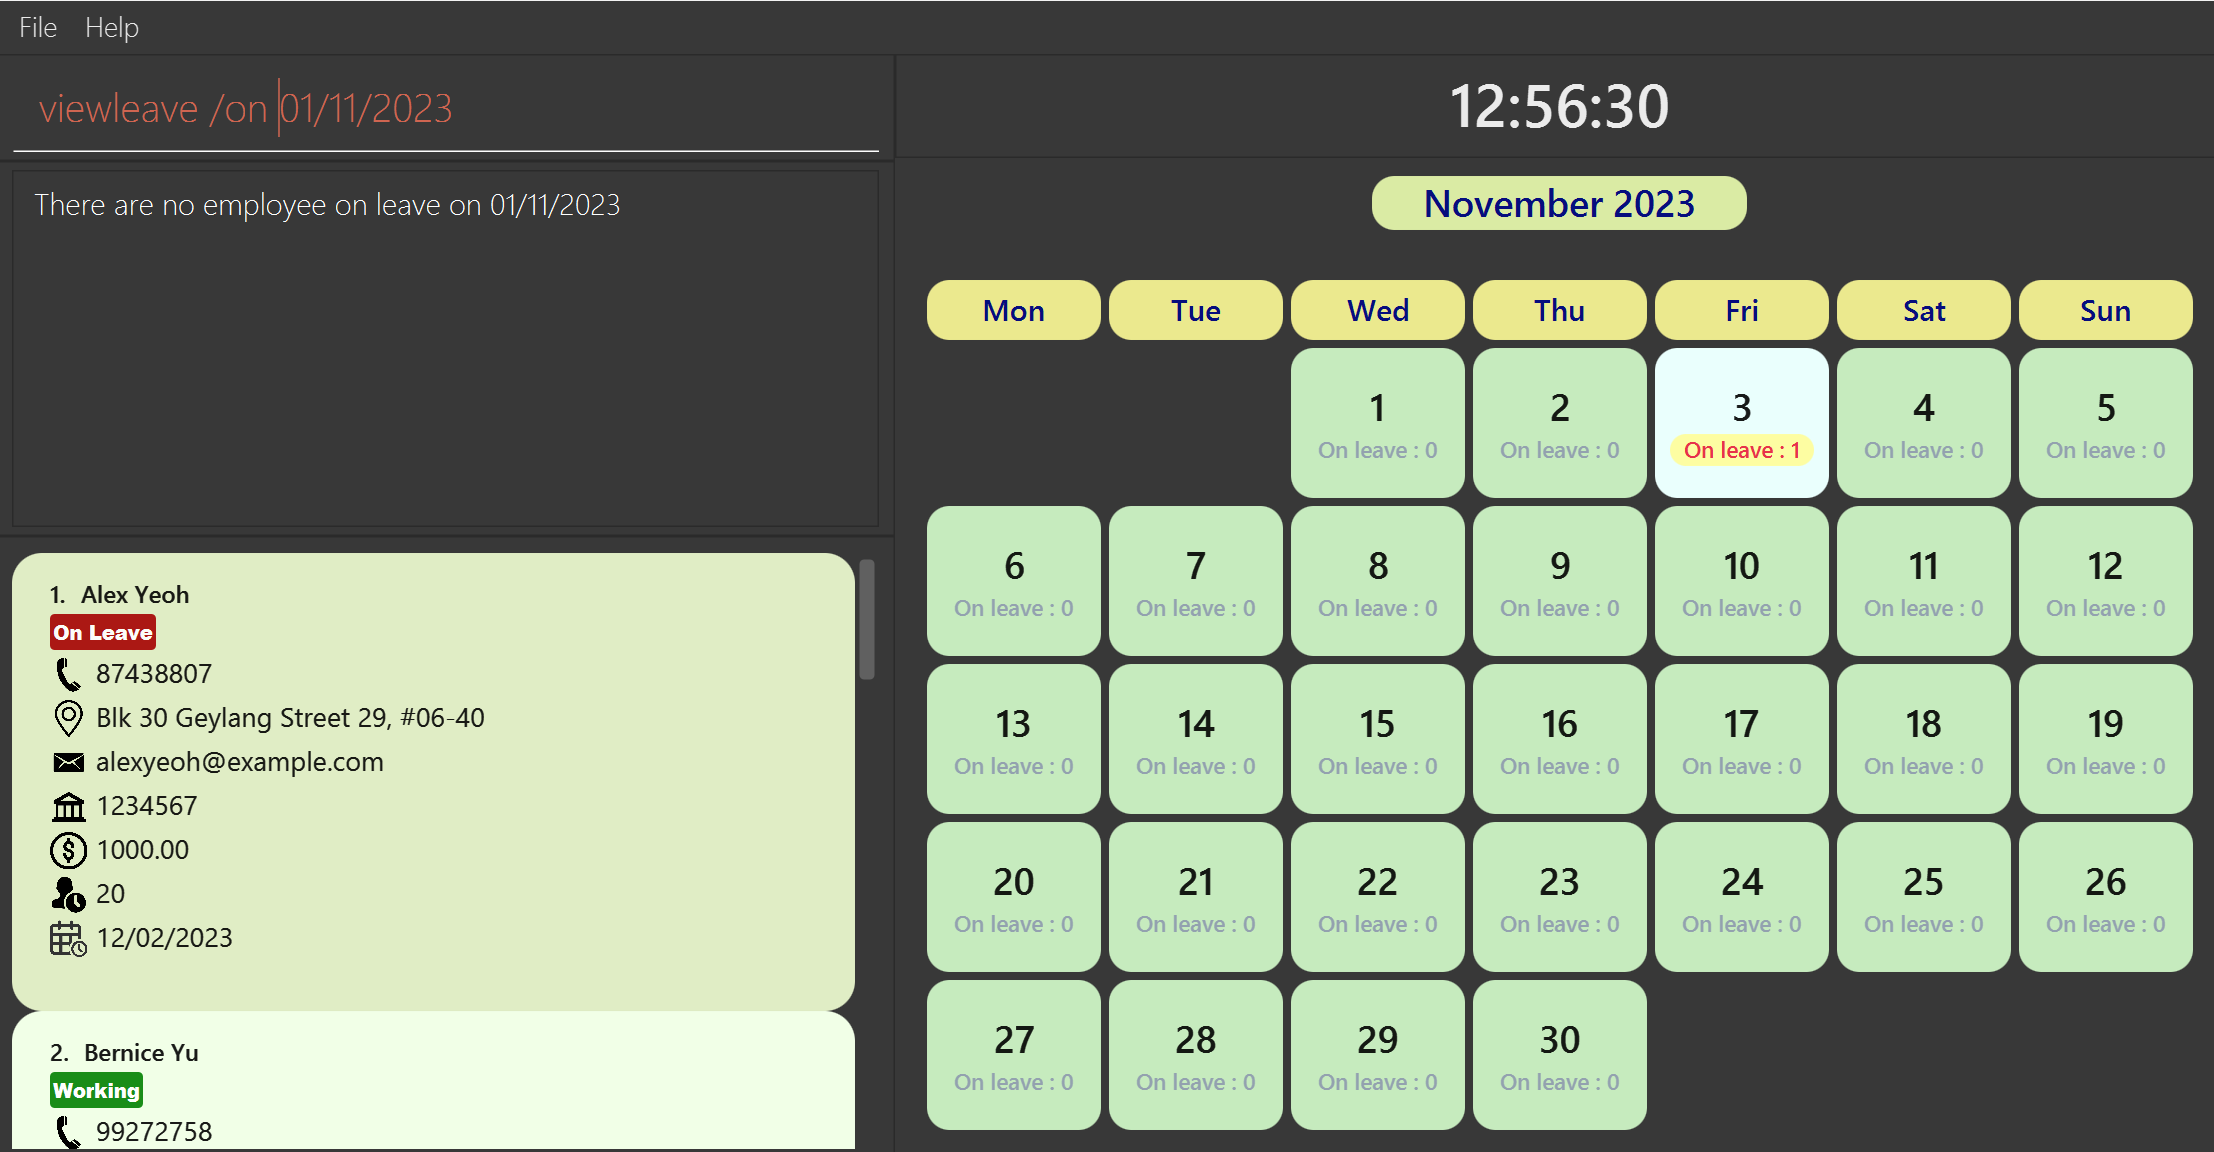 File Help
viewleave /on 01/11/2023
There are no employee on leave on 01/11/2023
1. Alex Yeoh
On Leave
87438807
Blk 30 Geylang Street 29, #06-40
alexyeoh@example.com
1234567
1000.00
20
12/02/2023
2. Bernice Yu
Working
99272758
12:56:30
November 2023
Mon Tue Wed Thu Fri Sat Sun
1 2 3 4 5
On leave : 0 On leave : 0 On leave : 1 On leave : 0 On leave : 0
6 7 8 9 10 11 12
On leave : 0 On leave : 0 On leave : 0 On leave : 0 On leave : 0 On leave : 0 On leave : 0
13 14 15 16 17 18 19
On leave : 0 On leave : 0 On leave : 0 On leave : 0 On leave : 0 On leave : 0 On leave : 0
20 21 22 23 24 25 26
On leave : 0 On leave : 0 On leave : 0 On leave : 0 On leave : 0 On leave : 0 On leave : 0
27 28 29 30
On leave : 0 On leave : 0 On leave : 0 On leave : 0